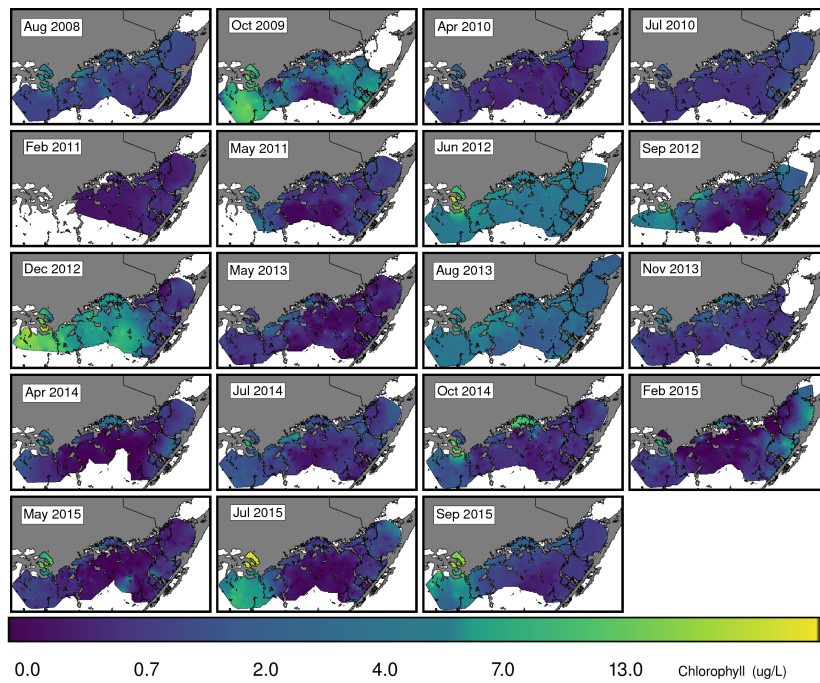 Aug 2008
Oct 2009
Apr 2010
Jul 2010
Feb 2011
May 2011
Jun 2012
Sep 2012
Dec 2012
May 2013
Aug 2013
Nov 2013
Apr 2014
Jul 2014
Oct 2014
Feb 2015
May 2015
Jul 2015
Sep 2015
0.0 0.7 2.0 4.0 7.0 13.0 Chlorophyll (ug/L)